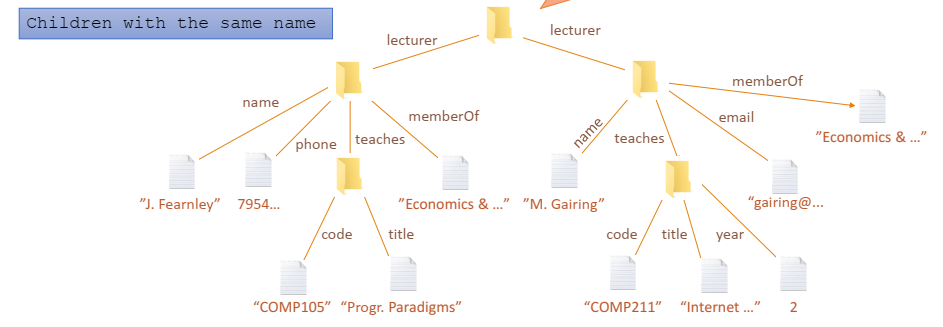 Children with the same name
lecturer
lecturer
name
phone
teaches
memberOf
name
teaches
email
memberOf
”J. Fearnley”
7954...
”Economics & …”
”M. Gairing”
“gairing@...
”Economics & …”
code
title
code
title
year
“COMP105”
“Progr. Paradigms”
“COMP211”
“Internet …”
2